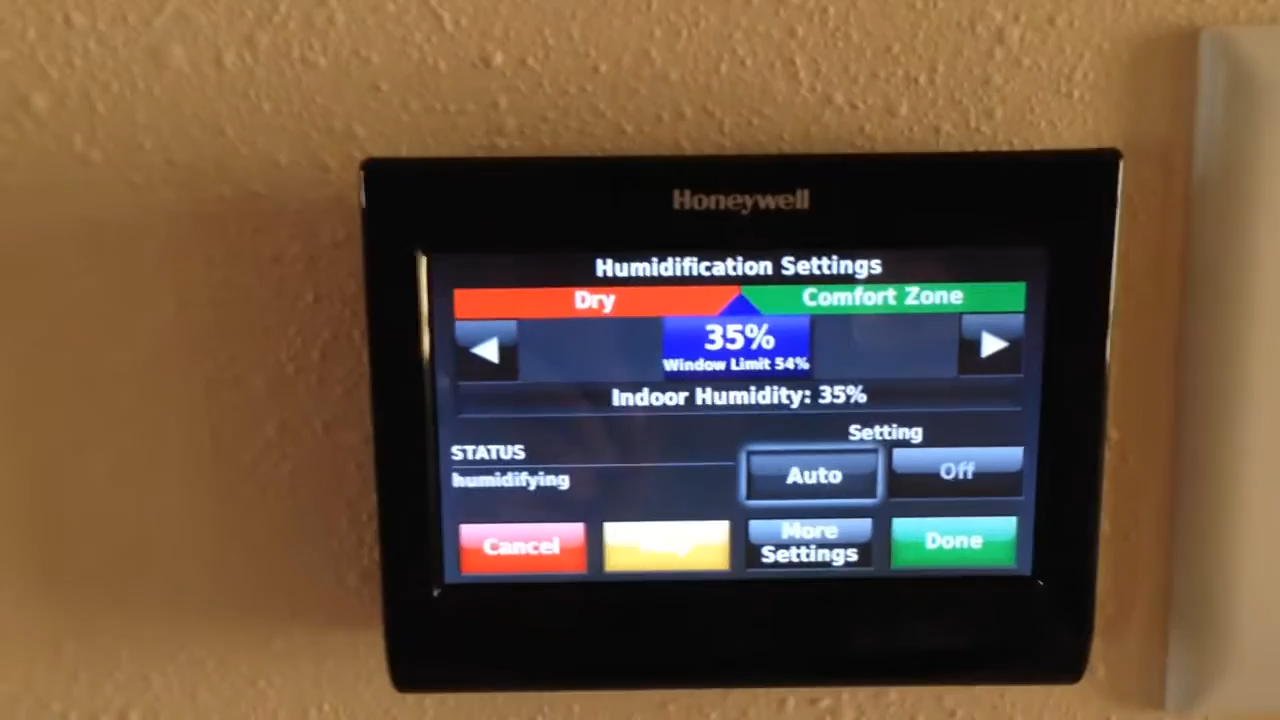 Honeywell
Humidification Settings
Dry
Comfort Zone
35%
Window Limit 54%
Indoor Humidity: 35%
Setting
STATUS
humidifying
Auto
Off
Cancel
More
Settings
Done